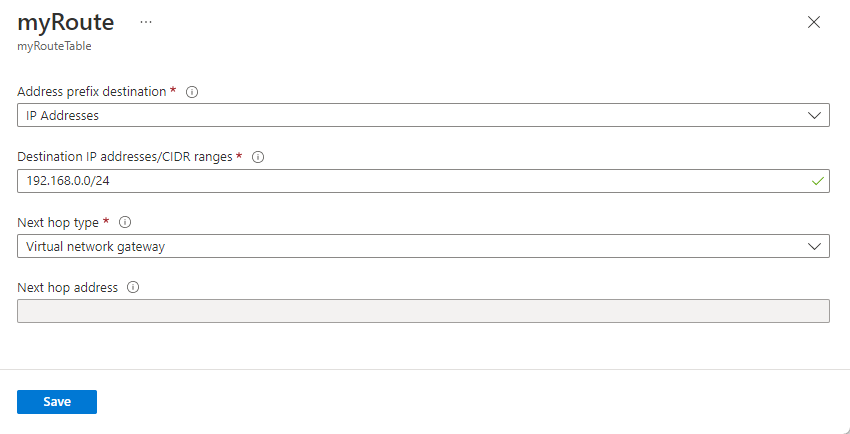 myRoute ...
myRouteTable
Address prefix destination *
IP Addresses
Destination IP addresses/CIDR ranges *
192.168.0.0/24
Next hop type *
Virtual network gateway
Next hop address
Save